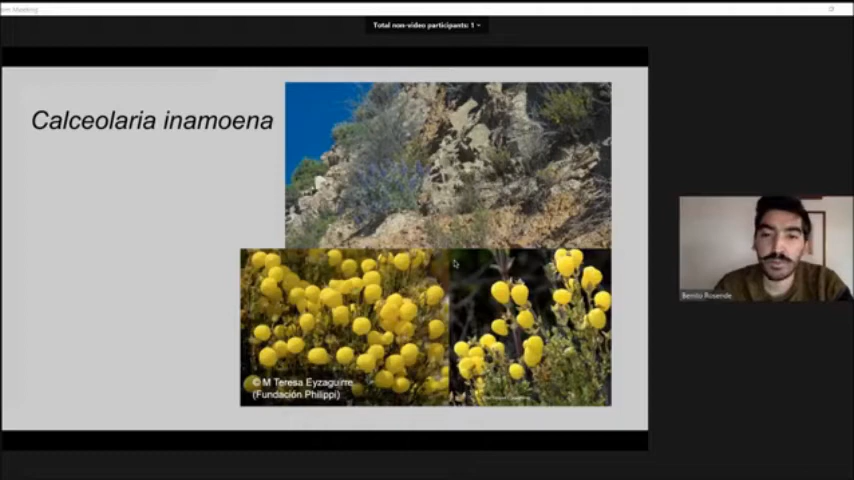 Total non-video participants: 1
Calceolaria inamoena
Benito Rosende
© M Teresa Eyzaguirre
(Fundación Philippi)